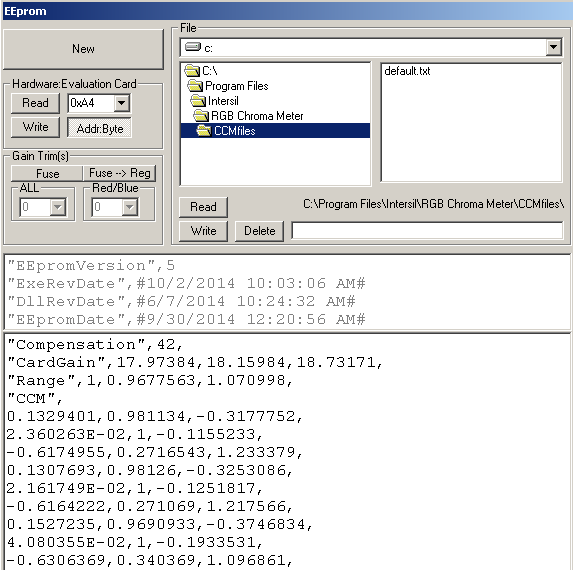 EEprom
New
File
c:
Hardware:Evaluation Card
Read
0xA4
Write
Addr:Byte
C:\
Program Files
Intersil
RGB Chroma Meter
CCMfiles
default.txt
Gain Trim(s)
Fuse
Fuse --> Reg
ALL
Red/Blue
0
0
Read
C:\Program Files\Intersil\RGB Chroma Meter\CCMfiles\
Write
Delete
"EEpromVersion",5
"ExeRevDate",#10/2/2014 10:03:06 AM#
"DllRevDate",#6/7/2014 10:24:32 AM#
"EEpromDate",#9/30/2014 12:20:56 AM#
"Compensation",42,
"CardGain",17.97384,18.15984,18.73171,
"Range",1,0.9677563,1.070998,
"CCM",
0.1329401,0.981134,-0.3177752,
2.360263E-02,1,-0.1155233,
-0.6174955,0.2716543,1.233379,
0.1307693,0.98126,-0.3253086,
2.161749E-02,1,-0.1251817,
-0.6164222,0.271069,1.217566,
0.1527235,0.9690933,-0.3746834,
4.080355E-02,1,-0.1933531,
-0.6306369,0.340369,1.096861,